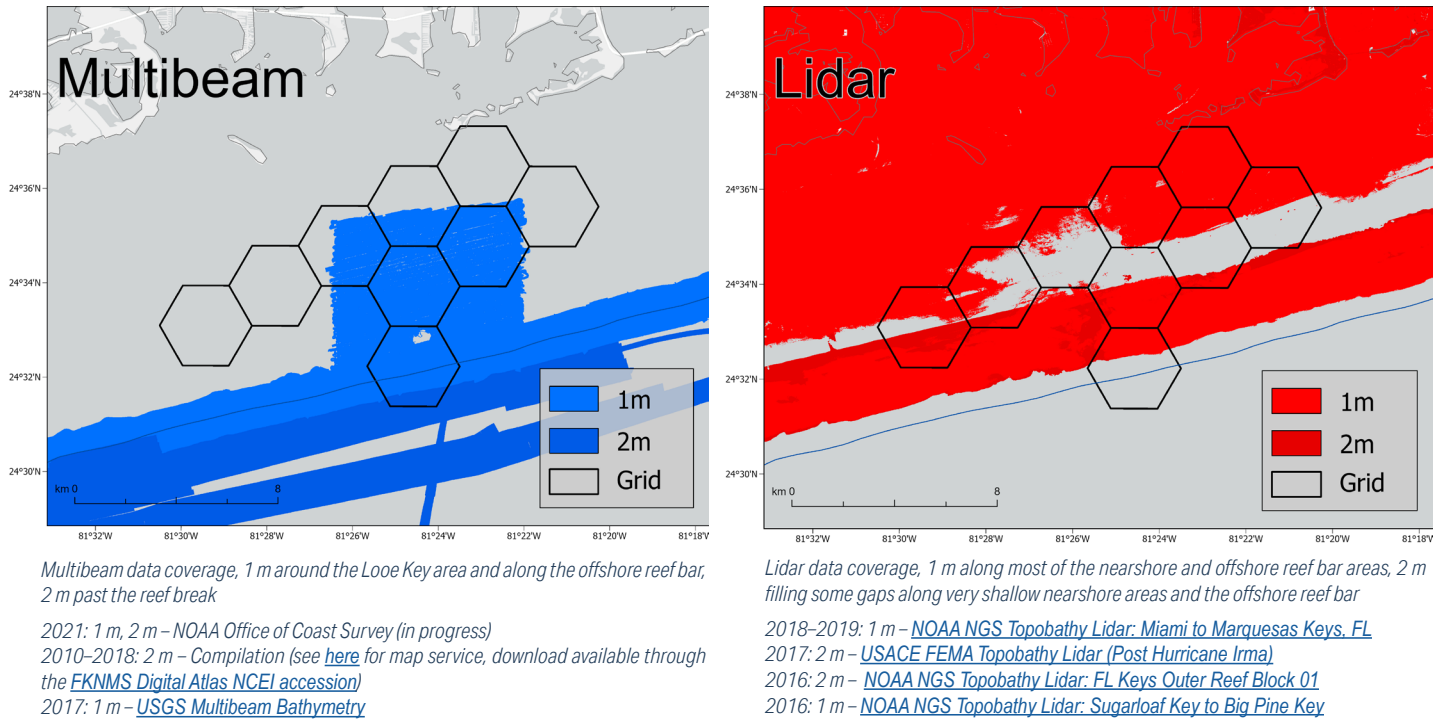 Multibeam
24°38'N
24°36'N
24°34'N
24°32'N
24°30'N
1m
2m
Grid
km 0
8
81°32'W
81°30'W
81°28'W
81°26'W
81°24'W
81°22'W
81°20'W
81°18'W
Multibeam data coverage, 1 m around the Looe Key area and along the offshore reef bar,
2 m past the reef break
2021: 1 m, 2 m – NOAA Office of Coast Survey (in progress)
2010–2018: 2 m – Compilation (see here for map service, download available through
the FKNMS Digital Atlas NCEI accession)
2017: 1 m – USGS Multibeam Bathymetry
Lidar
24°38'N
24°36'N
24°34'N
24°32'N
24°30'N
1m
2m
Grid
km 0
8
81°32'W
81°30'W
81°28'W
81°26'W
81°24'W
81°22'W
81°20'W
81°18'W
Lidar data coverage, 1 m along most of the nearshore and offshore reef bar areas, 2 m
filling some gaps along very shallow nearshore areas and the offshore reef bar
2018–2019: 1 m – NOAA NGS Topobathy Lidar: Miami to Marquesas Keys, FL
2017: 2 m – USACE FEMA Topobathy Lidar (Post Hurricane Irma)
2016: 2 m – NOAA NGS Topobathy Lidar: FL Keys Outer Reef Block 01
2016: 1 m – NOAA NGS Topobathy Lidar: Sugarloaf Key to Big Pine Key